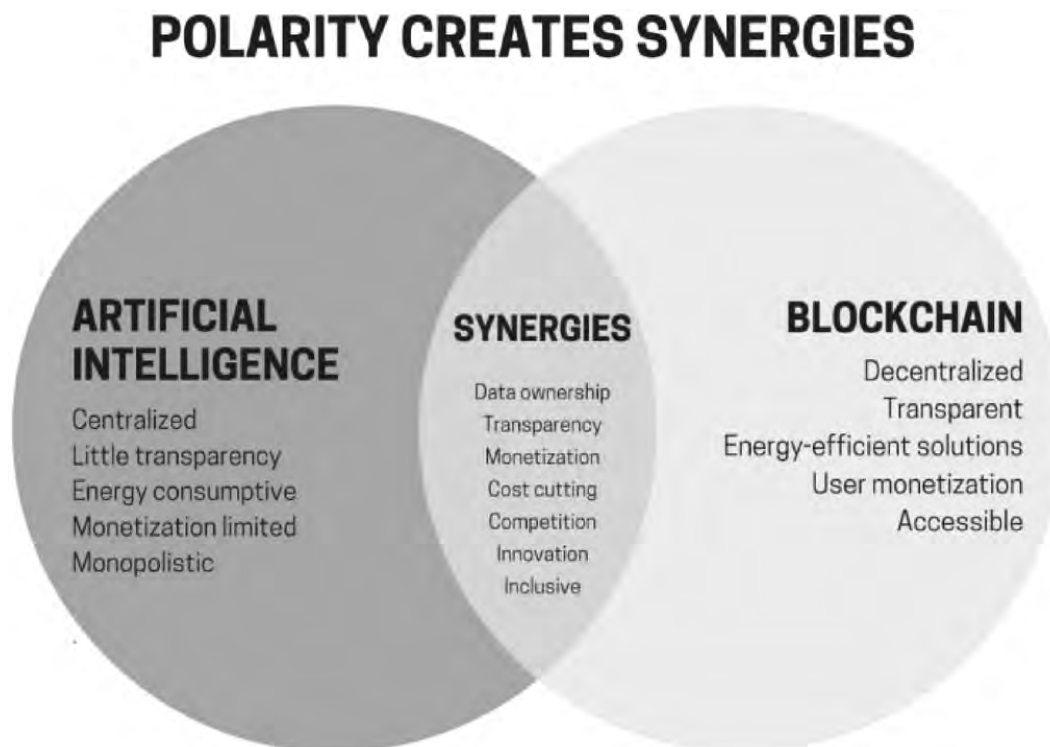 POLARITY CREATES SYNERGIES
ARTIFICIAL
INTELLIGENCE
Centralized
Little transparency
Energy consumptive
Monetization limited
Monopolistic
SYNERGIES
Data ownership
Transparency
Monetization
Cost cutting
Competition
Innovation
Inclusive
BLOCKCHAIN
Decentralized
Transparent
Energy-efficient solutions
User monetization
Accessible